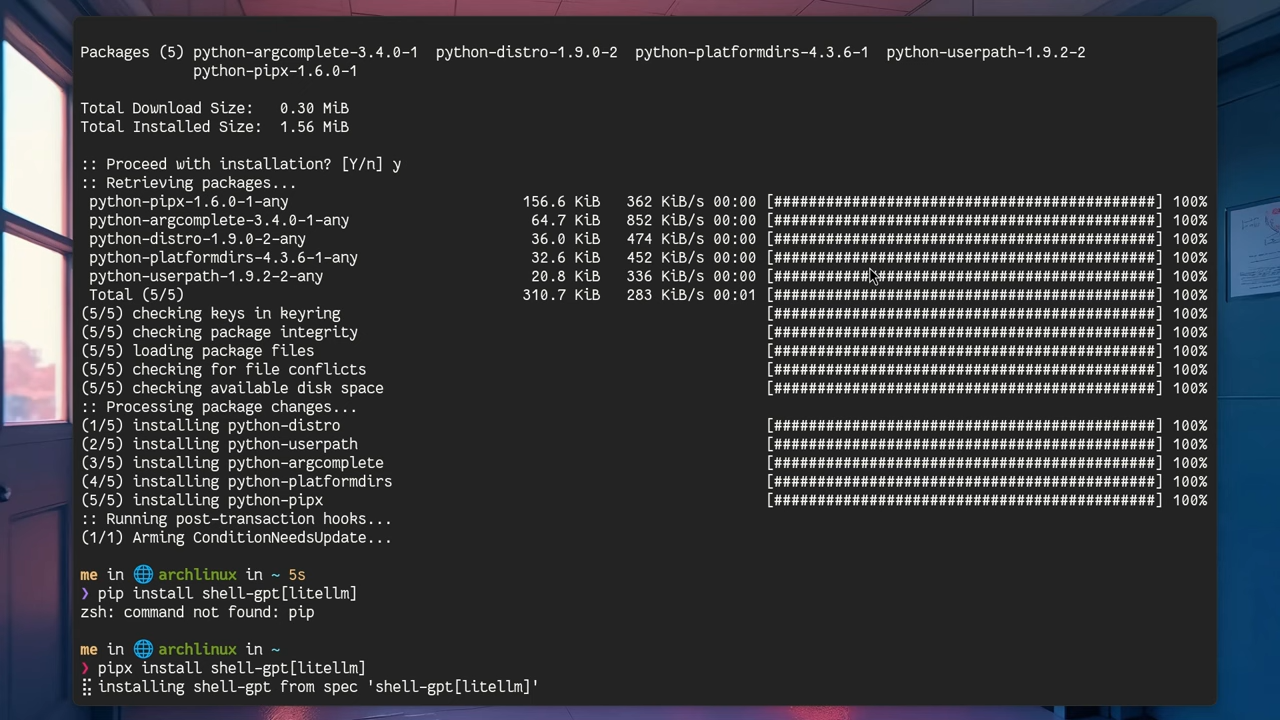 Packages (5) python-argcomplete-3.4.0-1  python-distro-1.9.0-2  python-platformdirs-4.3.6-1  python-userpath-1.9.2-2
python-pipx-1.6.0-1
Total Download Size:   0.30 MiB
Total Installed Size:  1.56 MiB
:: Proceed with installation? [Y/n] y
:: Retrieving packages...
python-pipx-1.6.0-1-any 156.6 KiB 362 KiB/s 00:00 [############################################] 100%
python-argcomplete-3.4.0-1-any 64.7 KiB 852 KiB/s 00:00 [############################################] 100%
python-distro-1.9.0-2-any 36.0 KiB 474 KiB/s 00:00 [############################################] 100%
python-platformdirs-4.3.6-1-any 32.6 KiB 452 KiB/s 00:00 [############################################] 100%
python-userpath-1.9.2-2-any 20.8 KiB 336 KiB/s 00:00 [############################################] 100%
Total (5/5) 310.7 KiB 283 KiB/s 00:01 [############################################] 100%
(5/5) checking keys in keyring [############################################] 100%
(5/5) checking package integrity [############################################] 100%
(5/5) loading package files [############################################] 100%
(5/5) checking for file conflicts [############################################] 100%
(5/5) checking available disk space [############################################] 100%
:: Processing package changes...
(1/5) installing python-distro [############################################] 100%
(2/5) installing python-userpath [############################################] 100%
(3/5) installing python-argcomplete [############################################] 100%
(4/5) installing python-platformdirs [############################################] 100%
(5/5) installing python-pipx [############################################] 100%
:: Running post-transaction hooks...
(1/1) Arming ConditionNeedsUpdate...
me in 🌐 archlinux in ~ 5s
❯ pip install shell-gpt[litellm]
zsh: command not found: pip
me in 🌐 archlinux in ~
❯ pipx install shell-gpt[litellm]
⣻ installing shell-gpt from spec 'shell-gpt[litellm]'